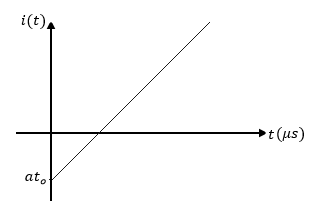 i(t)
t(μs)
at₀